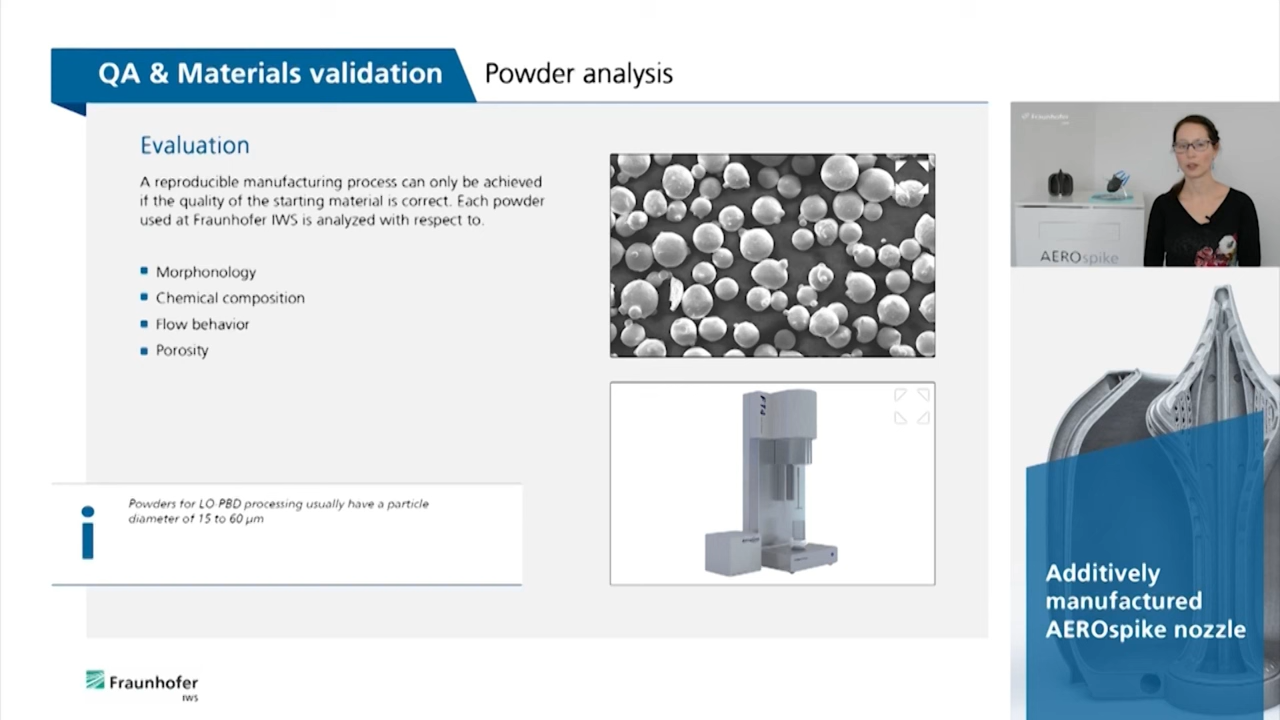 QA & Materials validation
Powder analysis
Evaluation
A reproducible manufacturing process can only be achieved
if the quality of the starting material is correct. Each powder
used at Fraunhofer IWS is analyzed with respect to.
Morphonology
Chemical composition
Flow behavior
Porosity
Powders for LO PBD processing usually have a particle
diameter of 15 to 60 µm
FT4
Fraunhofer
IWS
Fraunhofer
AEROspike
Additively
manufactured
AEROspike nozzle